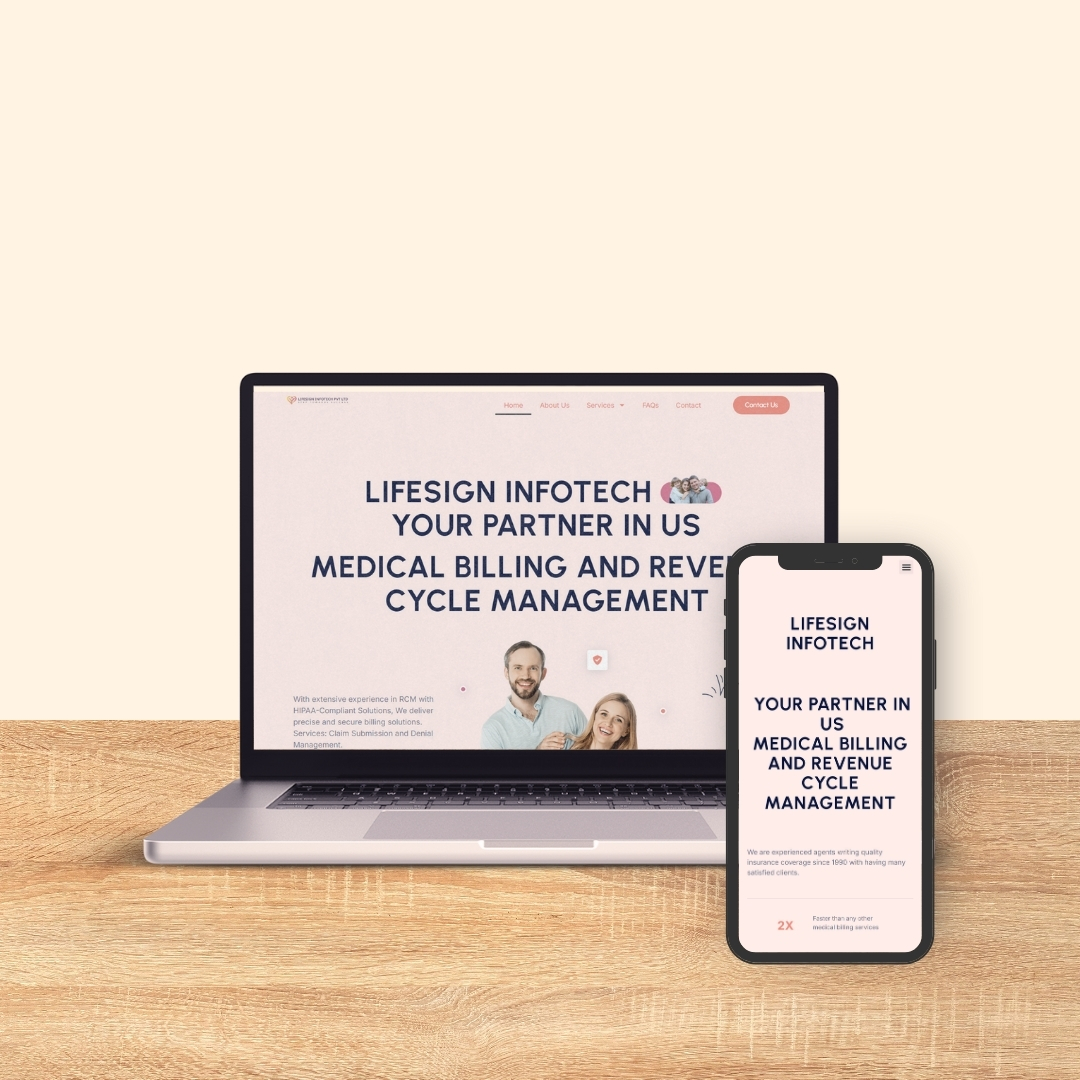 LIFESIGN INFOTECH PVT LTD
Home About Us Services FAQs Contact
Contact Us
LIFESIGN INFOTECH
YOUR PARTNER IN US
MEDICAL BILLING AND REVE
CYCLE MANAGEMENT
With extensive experience in RCM with
HIPAA-Compliant Solutions, We deliver
precise and secure billing solutions.
Services: Claim Submission and Denial
Management.
LIFESIGN
INFOTECH
YOUR PARTNER IN
US
MEDICAL BILLING
AND REVENUE
CYCLE
MANAGEMENT
We are experienced agents writing quality
insurance coverage since 1990 with having many
satisfied clients.
2X
Faster than any other
medical billing services